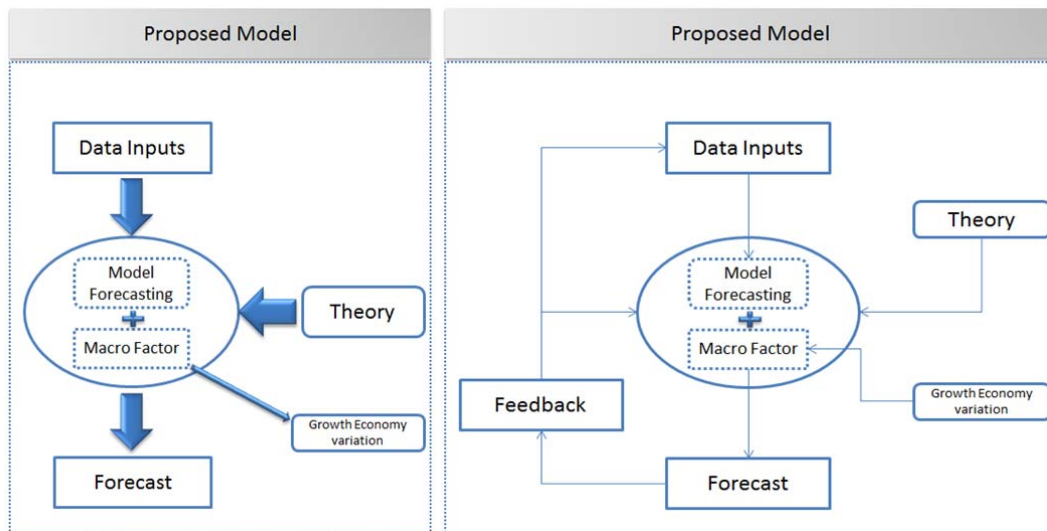 Proposed Model
Data Inputs
Model
Forecasting
Macro Factor
Theory
Growth Economy
variation
Forecast
Proposed Model
Data Inputs
Theory
Model
Forecasting
Macro Factor
Feedback
Growth Economy
variation
Forecast